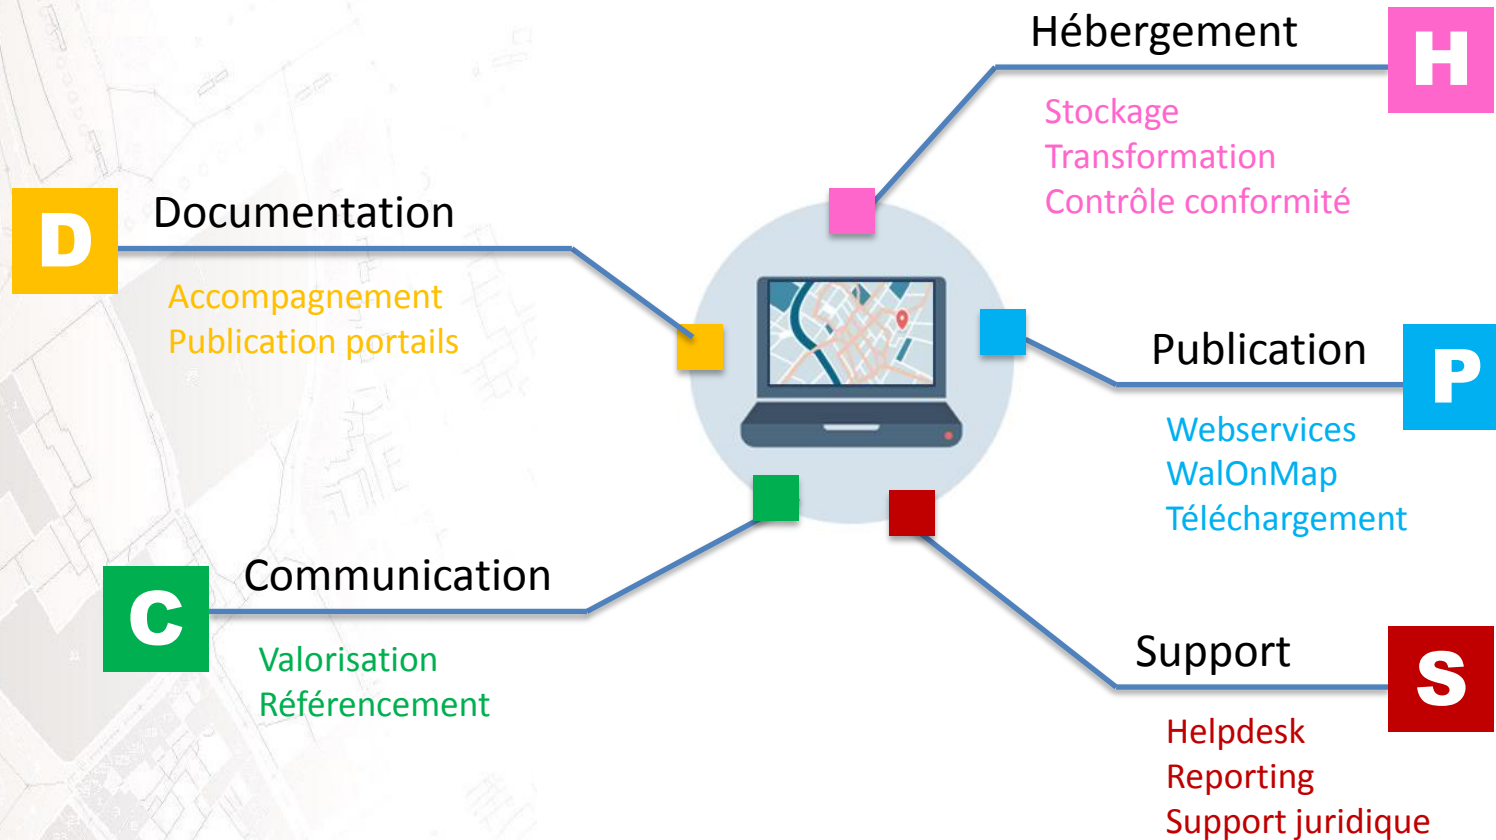 Hébergement
H
Stockage
Transformation
Contrôle conformité
D
Documentation
Accompagnement
Publication portails
Publication
P
Webservices
WalOnMap
Téléchargement
C
Communication
Valorisation
Référencement
Support
S
Helpdesk
Reporting
Support juridique